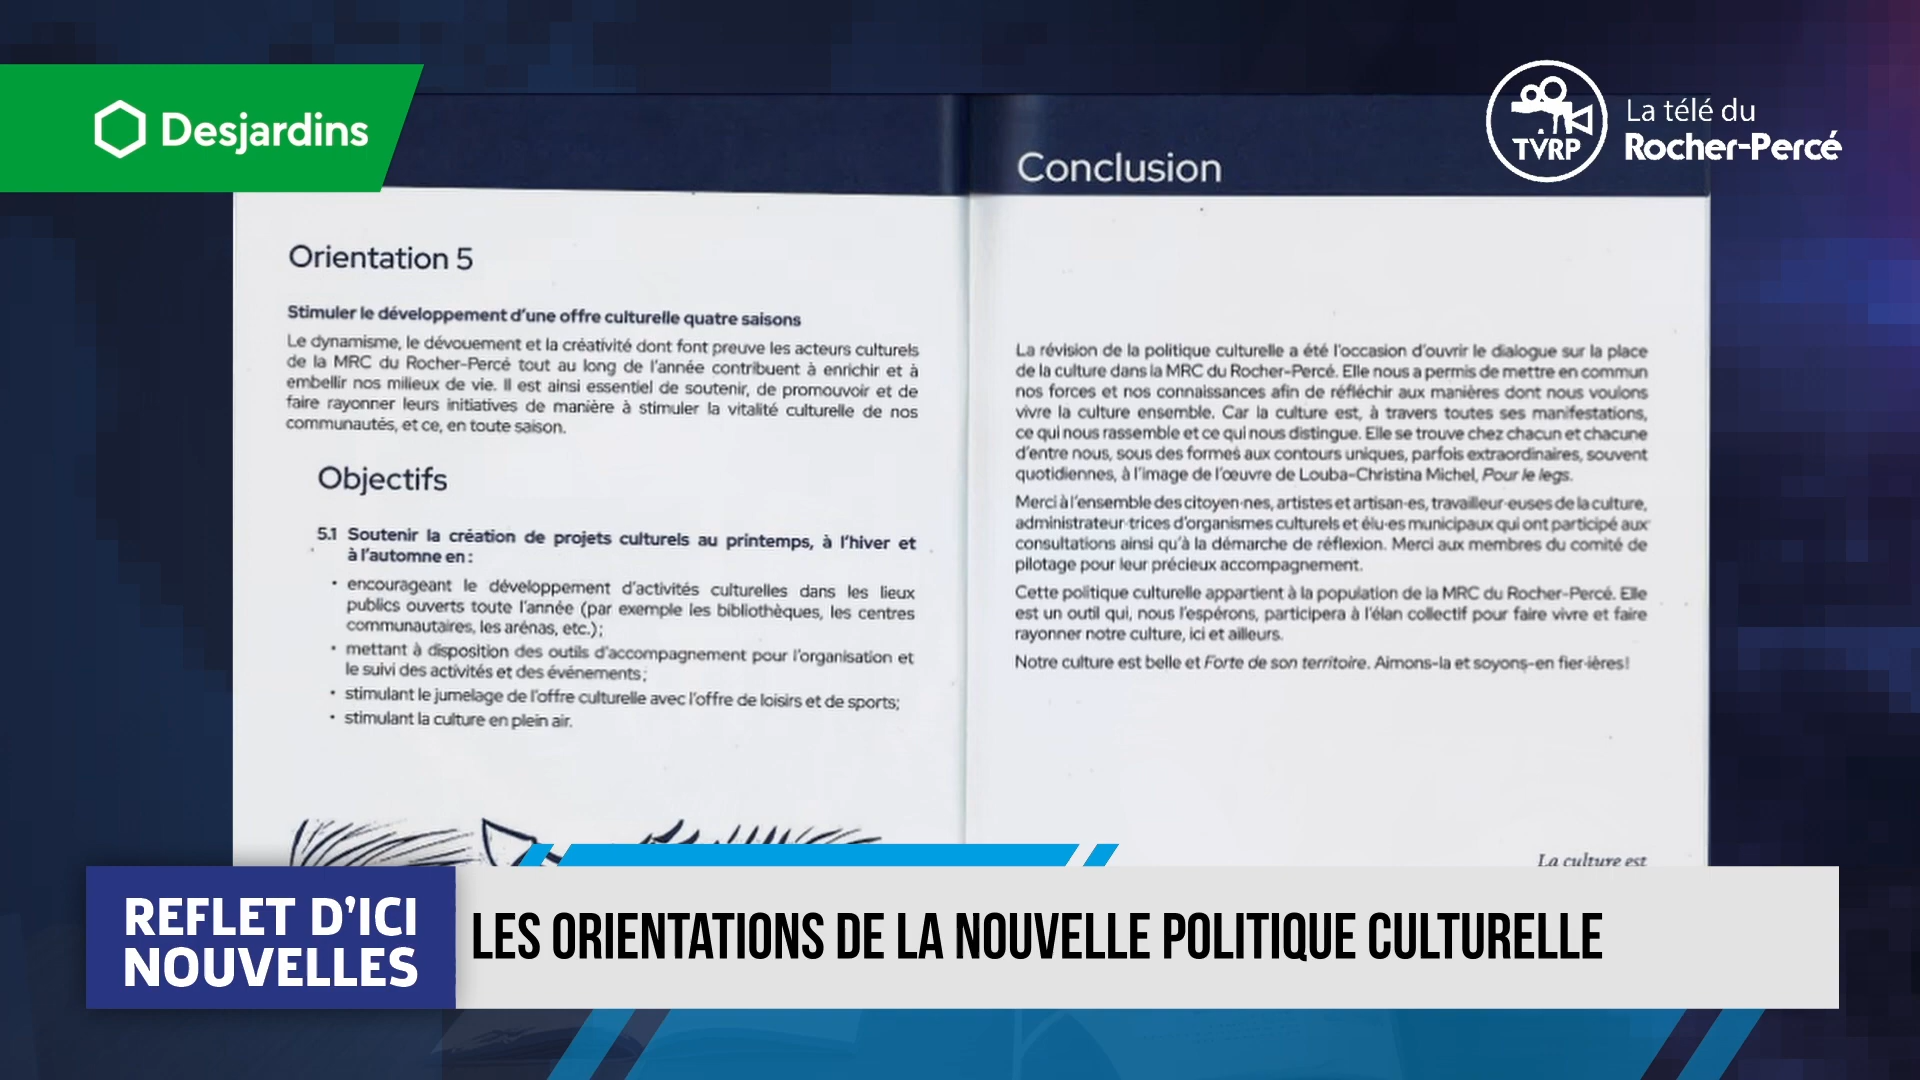 Desjardins
TVRP
La télé du
Rocher-Percé
Orientation 5
Stimuler le développement d'une offre culturelle quatre saisons
Le dynamisme, le dévouement et la créativité dont font preuve les acteurs culturels
de la MRC du Rocher-Percé tout au long de l'année contribuent à enrichir et à
embellir nos milieux de vie. Il est ainsi essentiel de soutenir, de promouvoir et de
faire rayonner leurs initiatives de manière à stimuler la vitalité culturelle de nos
communautés, et ce, en toute saison.
Objectifs
5.1 Soutenir la création de projets culturels au printemps, à l'hiver et
à l'automne en :
• encourageant le développement d'activités culturelles dans les lieux
publics ouverts toute l'année (par exemple les bibliothèques, les centres
communautaires, les arénas, etc.);
• mettant à disposition des outils d'accompagnement pour l'organisation et
le suivi des activités et des événements;
• stimulant le jumelage de l'offre culturelle avec l'offre de loisirs et de sports;
• stimulant la culture en plein air.
Conclusion
La révision de la politique culturelle a été l'occasion d'ouvrir le dialogue sur la place
de la culture dans la MRC du Rocher-Percé. Elle nous a permis de mettre en commun
nos forces et nos connaissances afin de réfléchir aux manières dont nous voulons
vivre la culture ensemble. Car la culture est, à travers toutes ses manifestations,
ce qui nous rassemble et ce qui nous distingue. Elle se trouve chez chacun et chacune
d'entre nous, sous des formes aux contours uniques, parfois extraordinaires, souvent
quotidiennes, à l'image de l'œuvre de Louba-Christina Michel, Pour le legs.
Merci à l'ensemble des citoyen·nes, artistes et artisan·es, travailleur·euses de la culture,
administrateur·trices d'organismes culturels et élu·es municipaux qui ont participé aux
consultations ainsi qu'à la démarche de réflexion. Merci aux membres du comité de
pilotage pour leur précieux accompagnement.
Cette politique culturelle appartient à la population de la MRC du Rocher-Percé. Elle
est un outil qui, nous l'espérons, participera à l'élan collectif pour faire vivre et faire
rayonner notre culture, ici et ailleurs.
Notre culture est belle et Forte de son territoire. Aimons-la et soyons-en fier·ières!
La culture est
REFLET D'ICI
NOUVELLES
LES ORIENTATIONS DE LA NOUVELLE POLITIQUE CULTURELLE